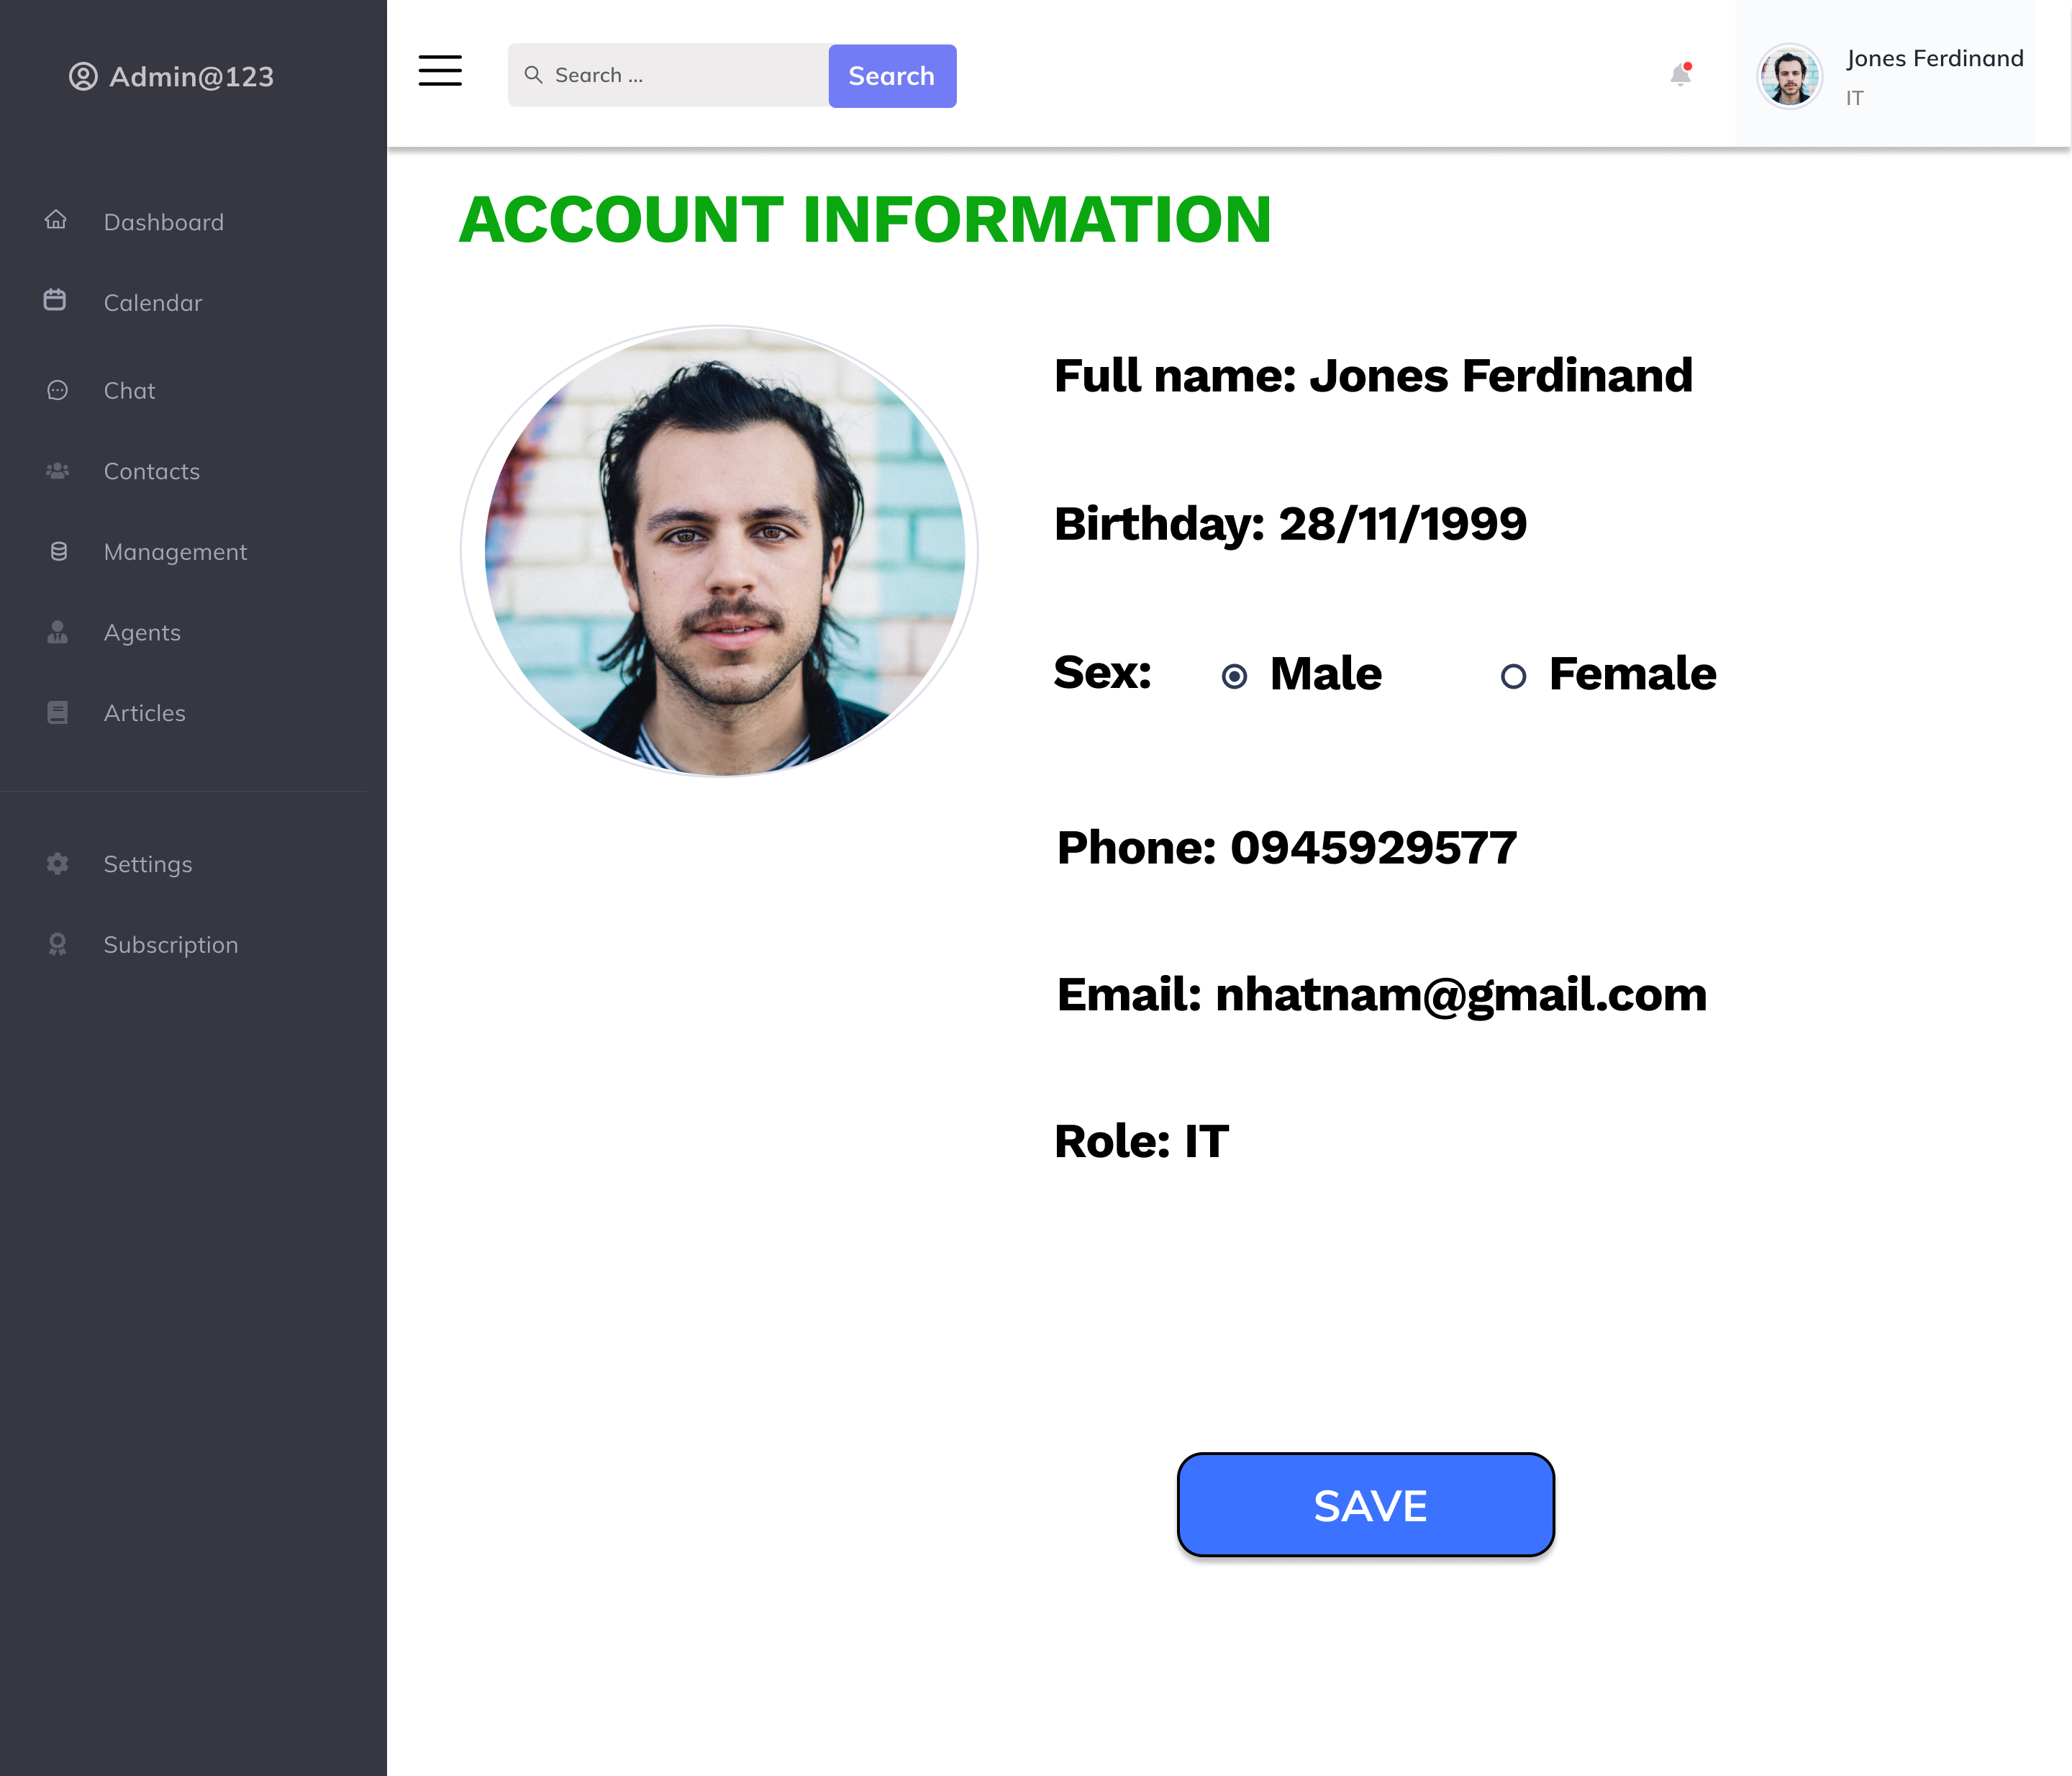 Admin@123
Dashboard
Calendar
Chat
Contacts
Management
Agents
Articles
Settings
Subscription
Search ...
Search
Jones Ferdinand
IT
ACCOUNT INFORMATION
Full name: Jones Ferdinand
Birthday: 28/11/1999
Sex: Male Female
Phone: 0945929577
Email: nhatnam@gmail.com
Role: IT
SAVE